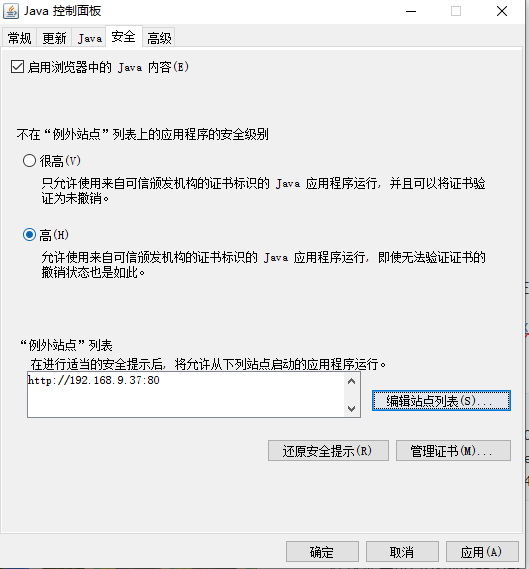 Java 控制面板
常规 更新 Java 安全 高级
启用浏览器中的 Java 内容(E)
不在“例外站点”列表上的应用程序的安全级别
很高(V)
只允许使用来自可信颁发机构的证书标识的 Java 应用程序运行, 并且可以将证书验
证为未撤销。
高(H)
允许使用来自可信颁发机构的证书标识的 Java 应用程序运行, 即使无法验证证书的
撤销状态也是如此。
“例外站点”列表
在进行适当的安全提示后, 将允许从下列站点启动的应用程序运行。
http://192.168.9.37:80
编辑站点列表(S)...
还原安全提示(R) 管理证书(M)...
确定 取消 应用(A)